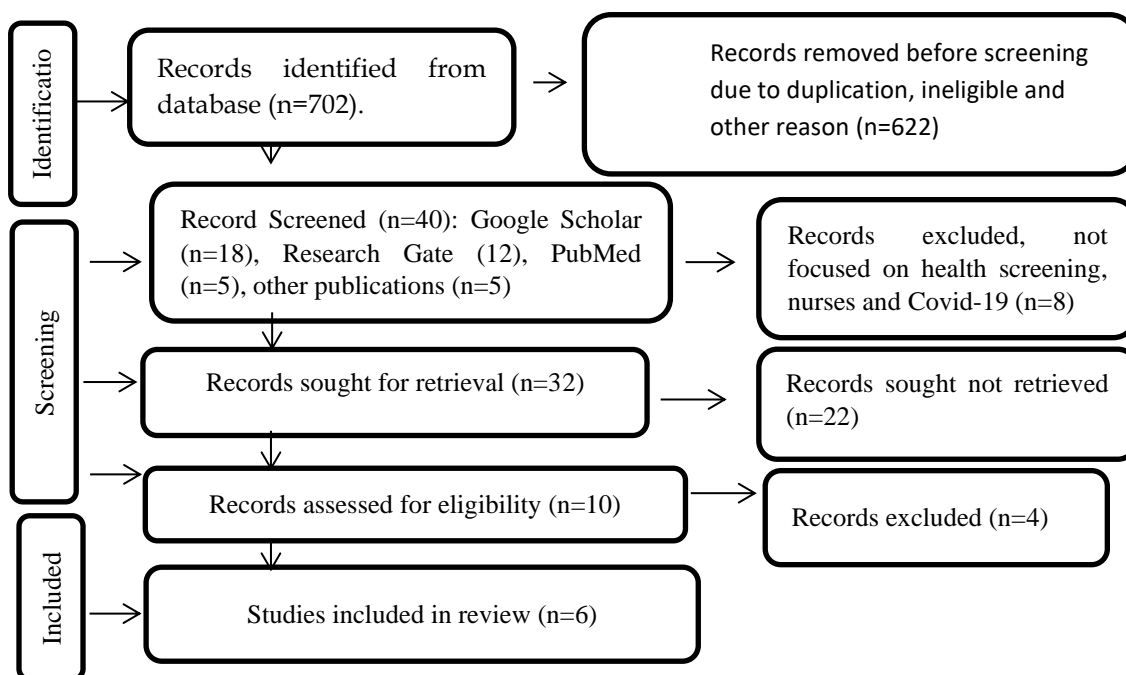 Identificatio
Records identified from
database (n=702).
Records removed before screening
due to duplication, ineligible and
other reason (n=622)
Screening
Record Screened (n=40): Google Scholar
(n=18), Research Gate (12), PubMed
(n=5), other publications (n=5)
Records excluded, not
focused on health screening,
nurses and Covid-19 (n=8)
Records sought for retrieval (n=32)
Records sought not retrieved
(n=22)
Records assessed for eligibility (n=10)
Records excluded (n=4)
Included
Studies included in review (n=6)